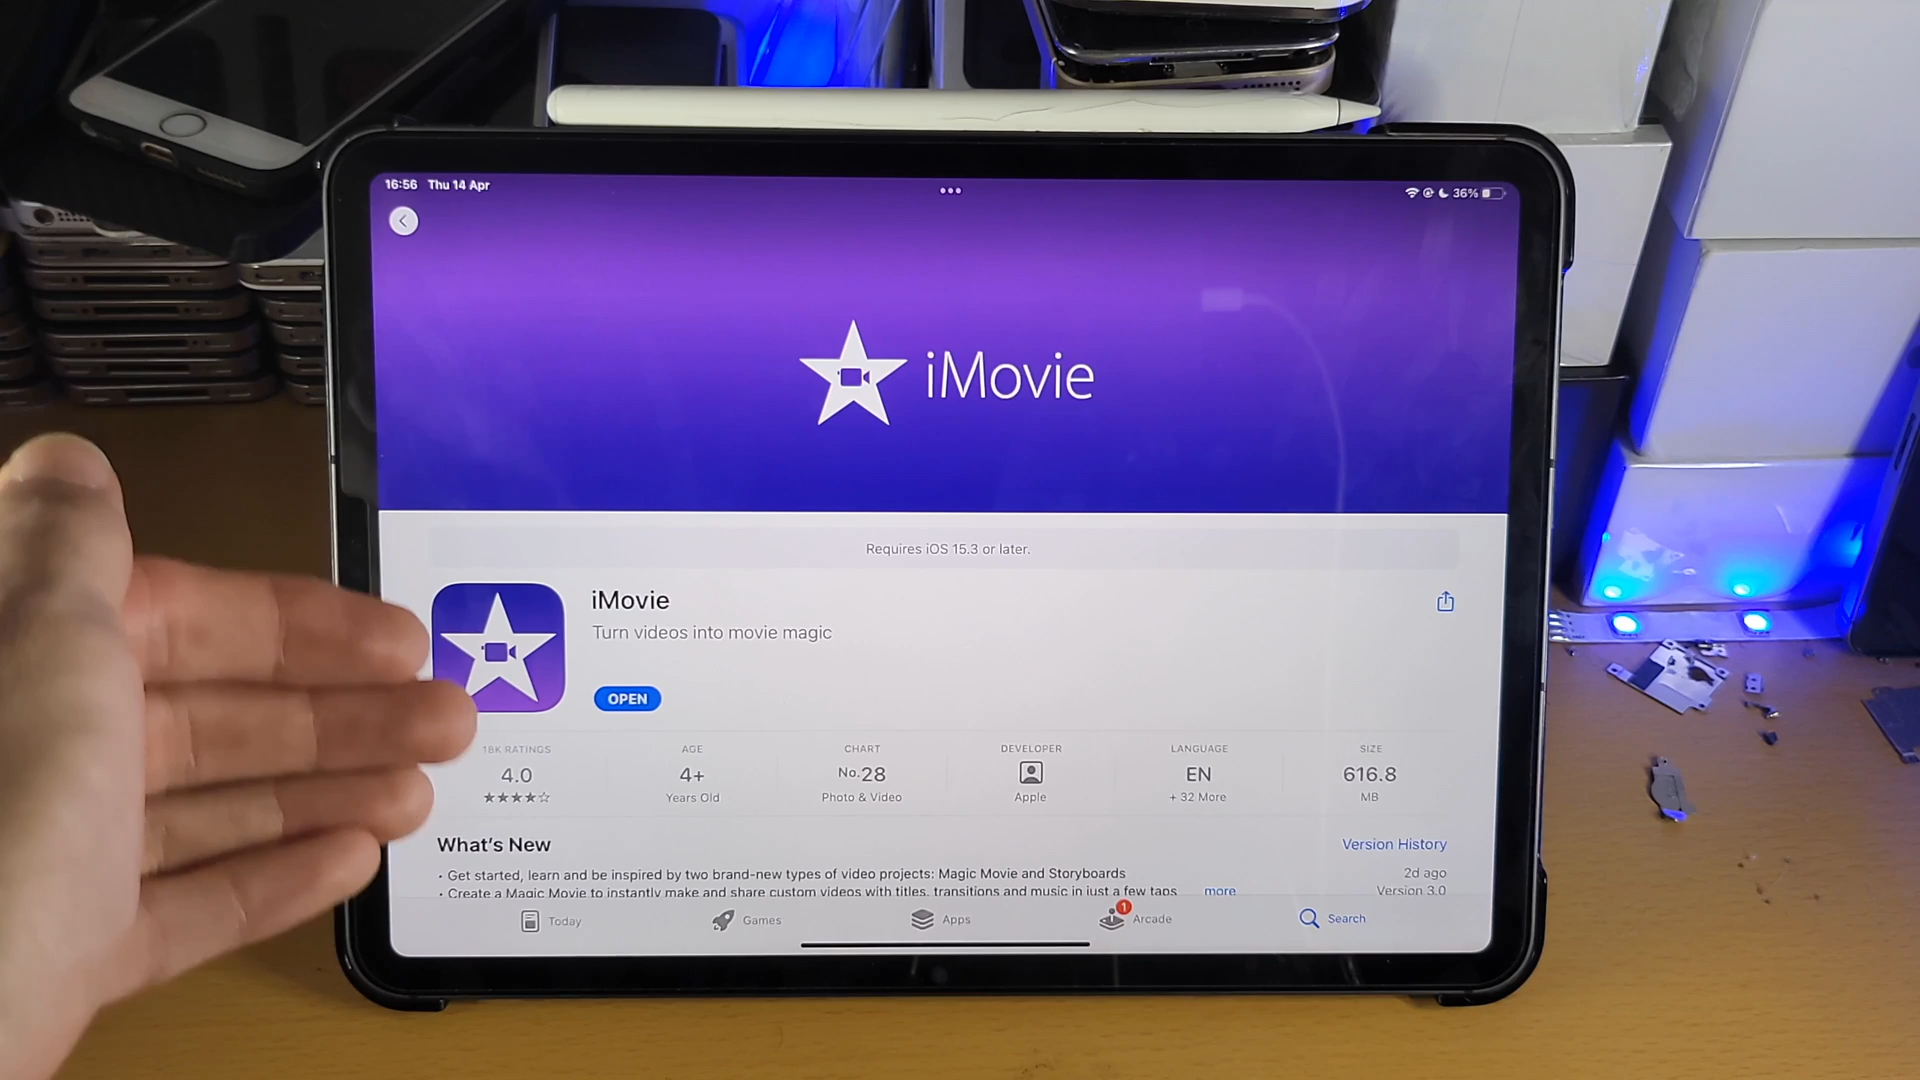 16:56 Thu 14 Apr
36%
iMovie
Requires iOS 15.3 or later.
iMovie
Turn videos into movie magic
OPEN
18K RATINGS
4.0
★★★★☆
AGE
4+
Years Old
CHART
No.28
Photo & Video
DEVELOPER
Apple
LANGUAGE
EN
+ 32 More
SIZE
616.8
MB
What's New
Version History
• Get started, learn and be inspired by two brand-new types of video projects: Magic Movie and Storyboards
2d ago
• Create a Magic Movie to instantly make and share custom videos with titles, transitions and music in just a few taps
more
Version 3.0
Today
Games
Apps
1
Arcade
Search